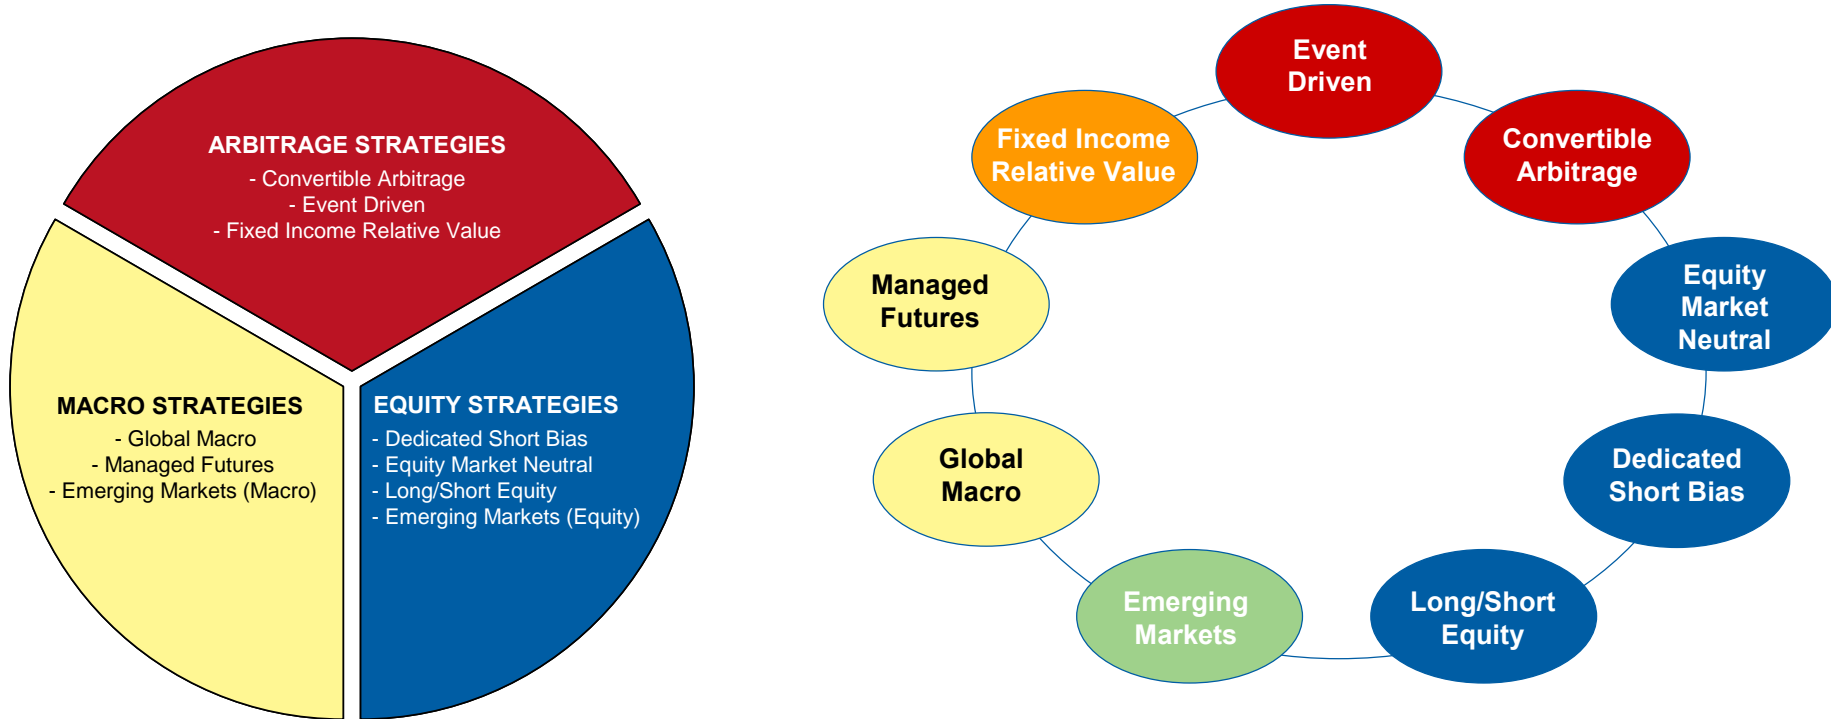 ARBITRAGE STRATEGIES
- Convertible Arbitrage
- Event Driven
- Fixed Income Relative Value
MACRO STRATEGIES
- Global Macro
- Managed Futures
- Emerging Markets (Macro)
EQUITY STRATEGIES
- Dedicated Short Bias
- Equity Market Neutral
- Long/Short Equity
- Emerging Markets (Equity)
Event
Driven
Convertible
Arbitrage
Equity
Market
Neutral
Dedicated
Short Bias
Long/Short
Equity
Emerging
Markets
Global
Macro
Managed
Futures
Fixed Income
Relative Value